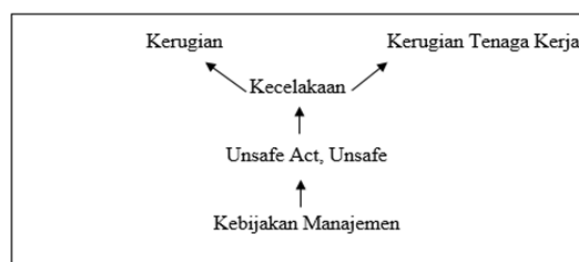 Kerugian
Kerugian Tenaga Kerja
Kecelakaan
Unsafe Act, Unsafe
Kebijakan Manajemen